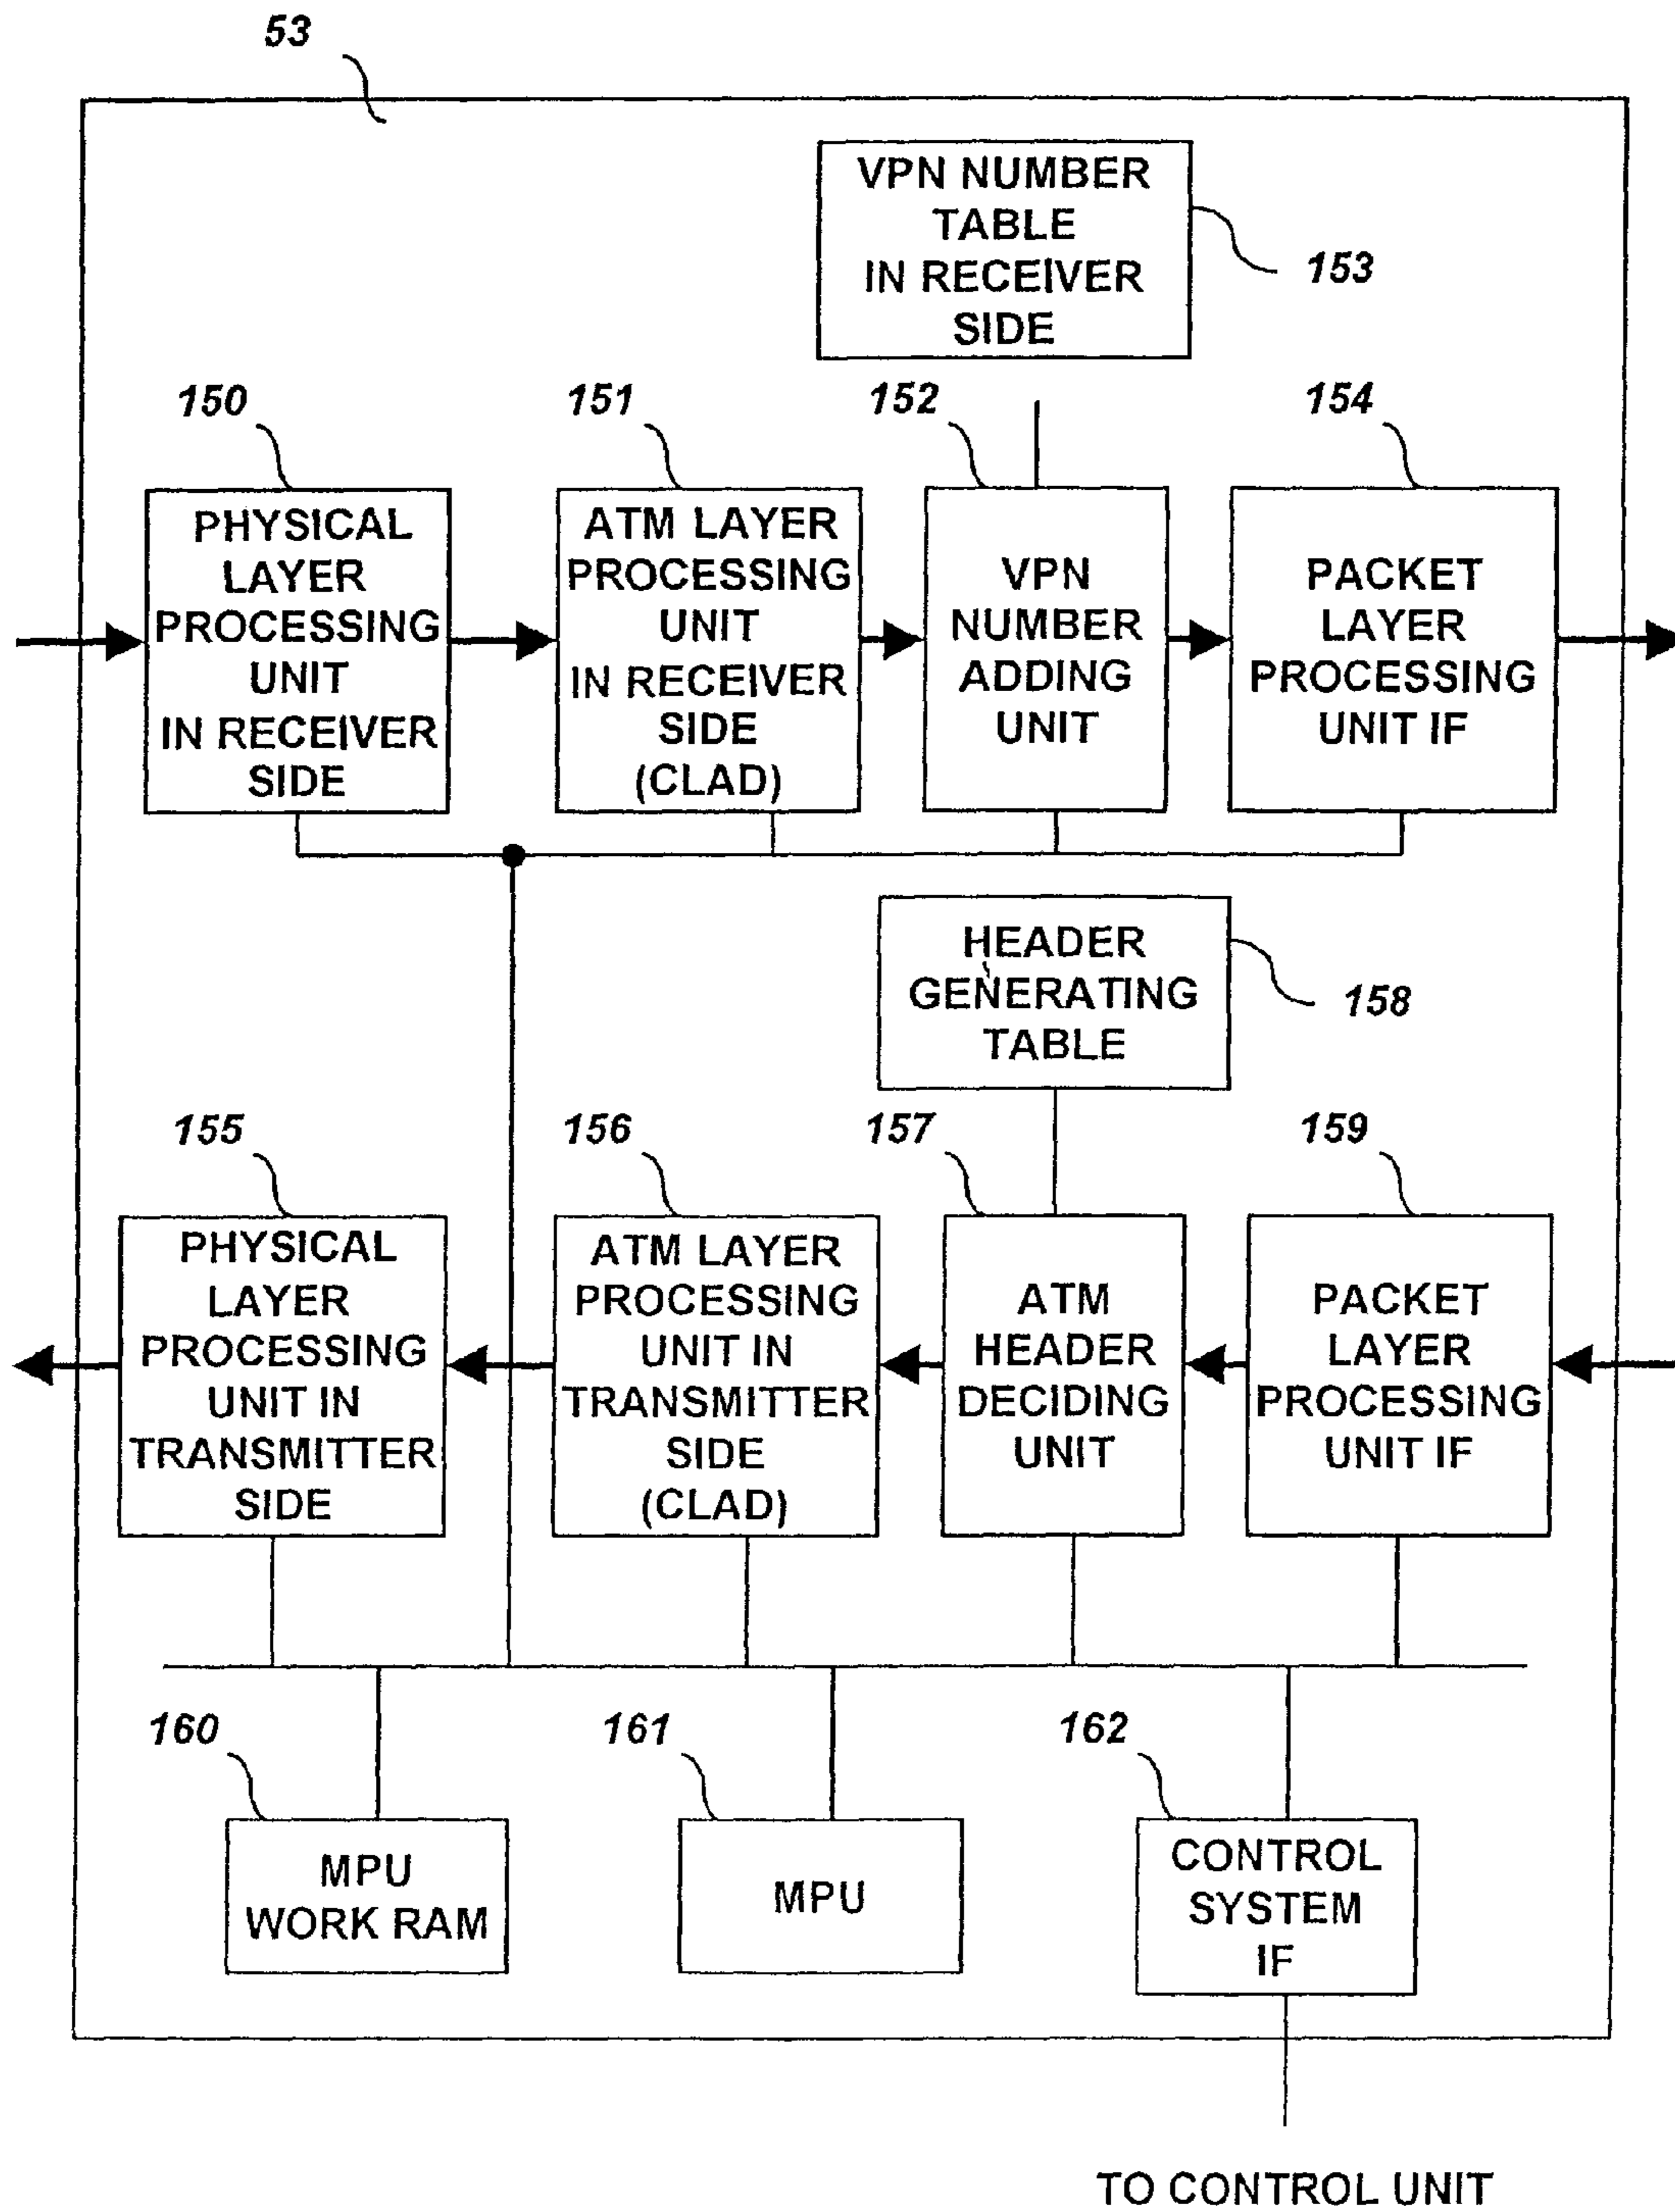 53
VPN NUMBER
TABLE
IN RECEIVER
SIDE
153
150
151
152
154
PHYSICAL
LAYER
PROCESSING
UNIT
IN RECEIVER
SIDE
ATM LAYER
PROCESSING
UNIT
IN RECEIVER
SIDE
(CLAD)
VPN
NUMBER
ADDING
UNIT
PACKET
LAYER
PROCESSING
UNIT IF
HEADER
GENERATING
TABLE
158
155
156
157
159
PHYSICAL
LAYER
PROCESSING
UNIT IN
TRANSMITTER
SIDE
ATM LAYER
PROCESSING
UNIT IN
TRANSMITTER
SIDE
(CLAD)
ATM
HEADER
DECIDING
UNIT
PACKET
LAYER
PROCESSING
UNIT IF
160
161
162
MPU
WORK RAM
MPU
CONTROL
SYSTEM
IF
TO CONTROL UNIT